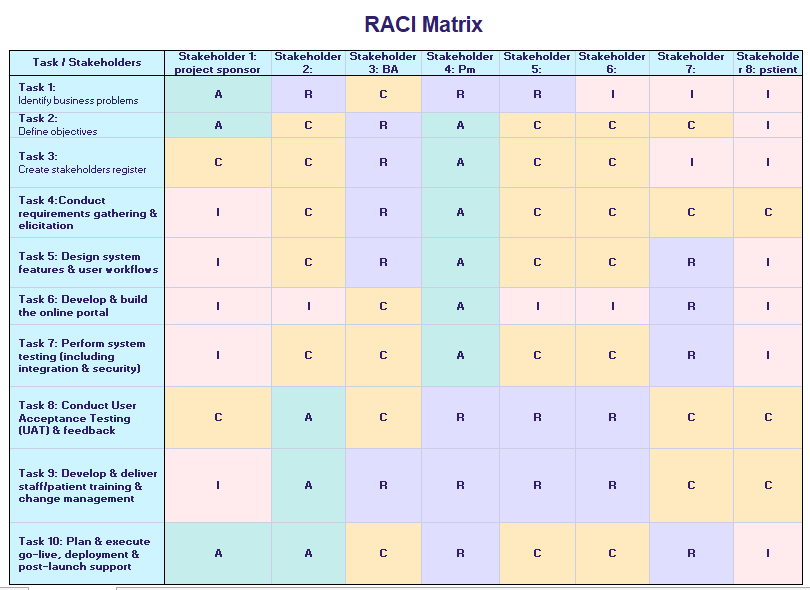 RACI Matrix
Task / Stakeholders
Stakeholder 1:
project sponsor
Stakeholder
2:
Stakeholder
3: BA
Stakeholder
4: Pm
Stakeholder
5:
Stakeholder
6:
Stakeholder
7:
Stakeholde
r 8: pstient
Task 1:
Identify business problems
A R C R R I I I
Task 2:
Define objectives
A C R A C C C I
Task 3:
Create stakeholders register
C C R A C C I I
Task 4:Conduct
requirements gathering &
elicitation
I C R A C C C C
Task 5: Design system
features & user workflows
I C R A C C R I
Task 6: Develop & build
the online portal
I I C A I I R I
Task 7: Perform system
testing (including
integration & security)
I C C A C C R I
Task 8: Conduct User
Acceptance Testing
(UAT) & feedback
C A C R R R C C
Task 9: Develop & deliver
staff/patient training &
change management
I A R R R R C C
Task 10: Plan & execute
go-live, deployment &
post-launch support
A A C R C C R I